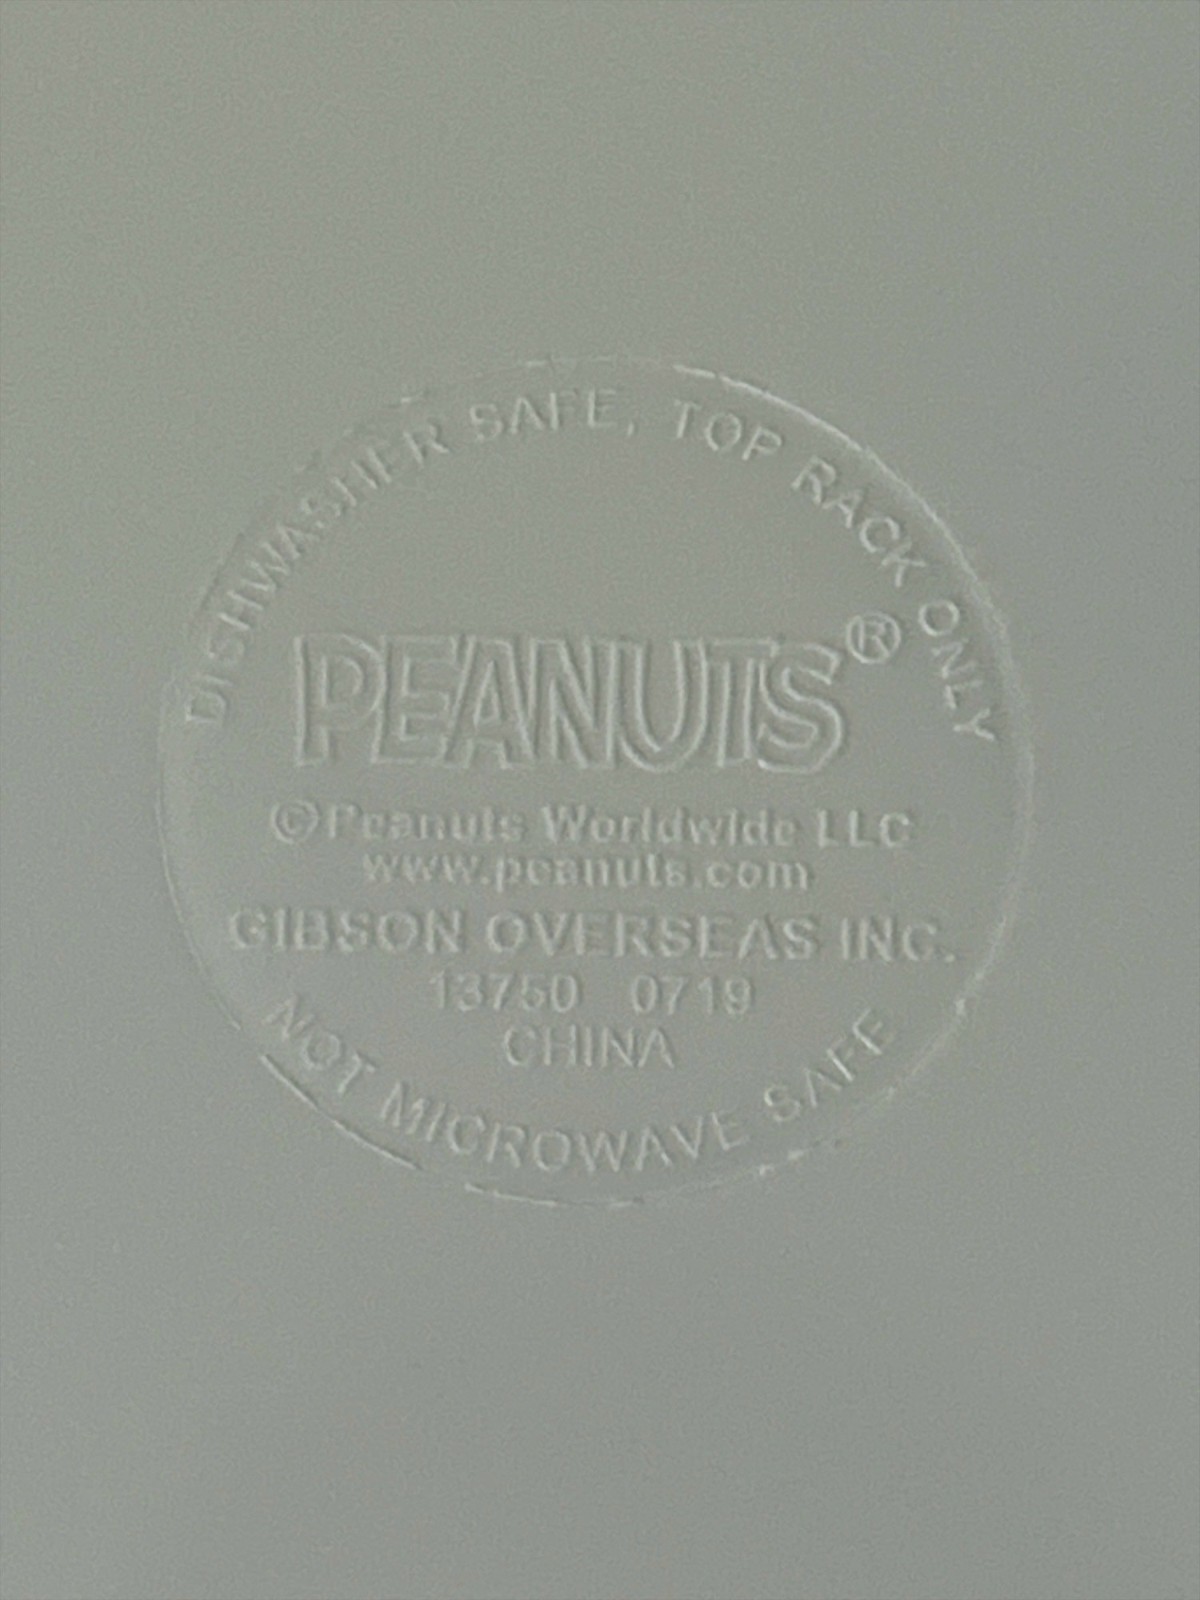 DISHWASHER SAFE, TOP RACK ONLY
PEANUTS®
©Peanuts Worldwide LLC
www.peanuts.com
GIBSON OVERSEAS INC.
13750 0719
CHINA
NOT MICROWAVE SAFE